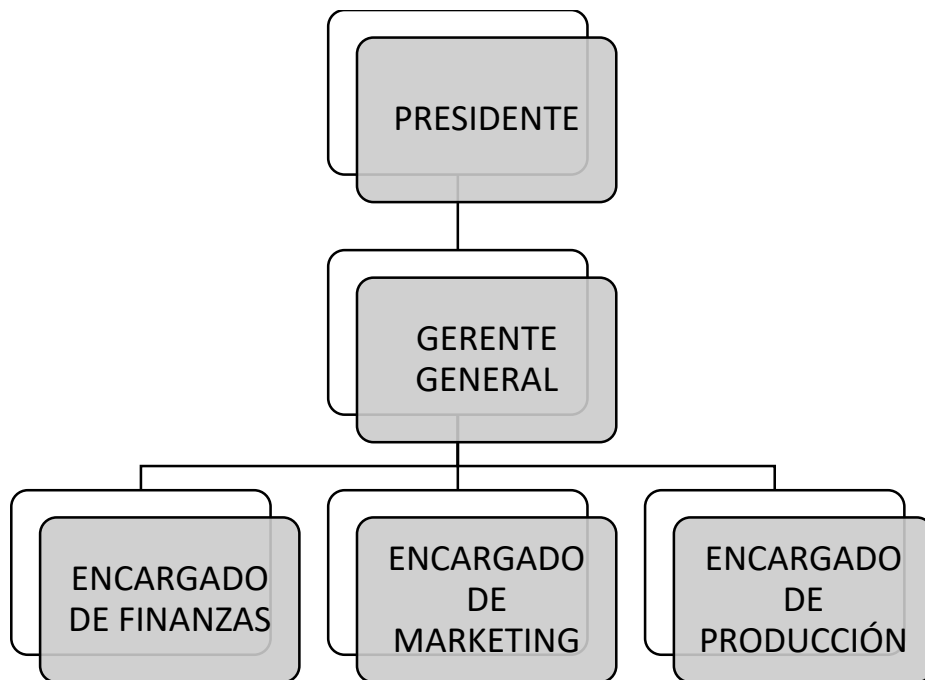 PRESIDENTE
GERENTE
GENERAL
ENCARGADO
DE FINANZAS
ENCARGADO
DE
MARKETING
ENCARGADO
DE
PRODUCCIÓN